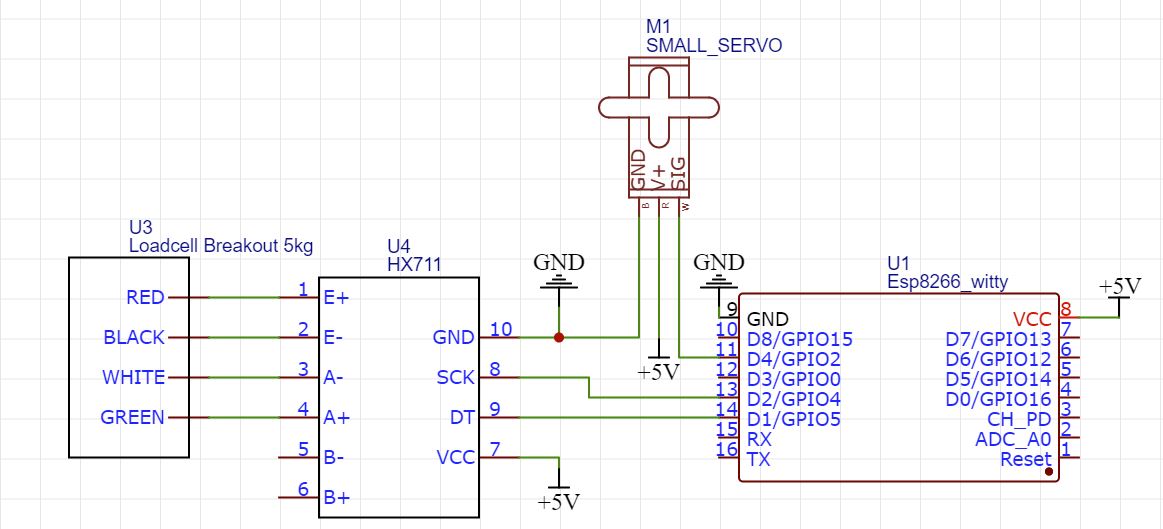 M1
SMALL_SERVO
GND
V+
SIG
B
R
W
U3
Loadcell Breakout 5kg
RED
BLACK
WHITE
GREEN
U4
HX711
1 E+
2 E-
3 A-
4 A+
5 B-
6 B+
GND 10
SCK 8
DT 9
VCC 7
GND
+5V
+5V
GND
U1
Esp8266_witty
9 GND
10 D8/GPIO15
11 D4/GPIO2
12 D3/GPIO0
13 D2/GPIO4
14 D1/GPIO5
15 RX
16 TX
VCC 8
D7/GPIO13 7
D6/GPIO12 6
D5/GPIO14 5
D0/GPIO16 4
CH_PD 3
ADC_A0 2
Reset 1
+5V